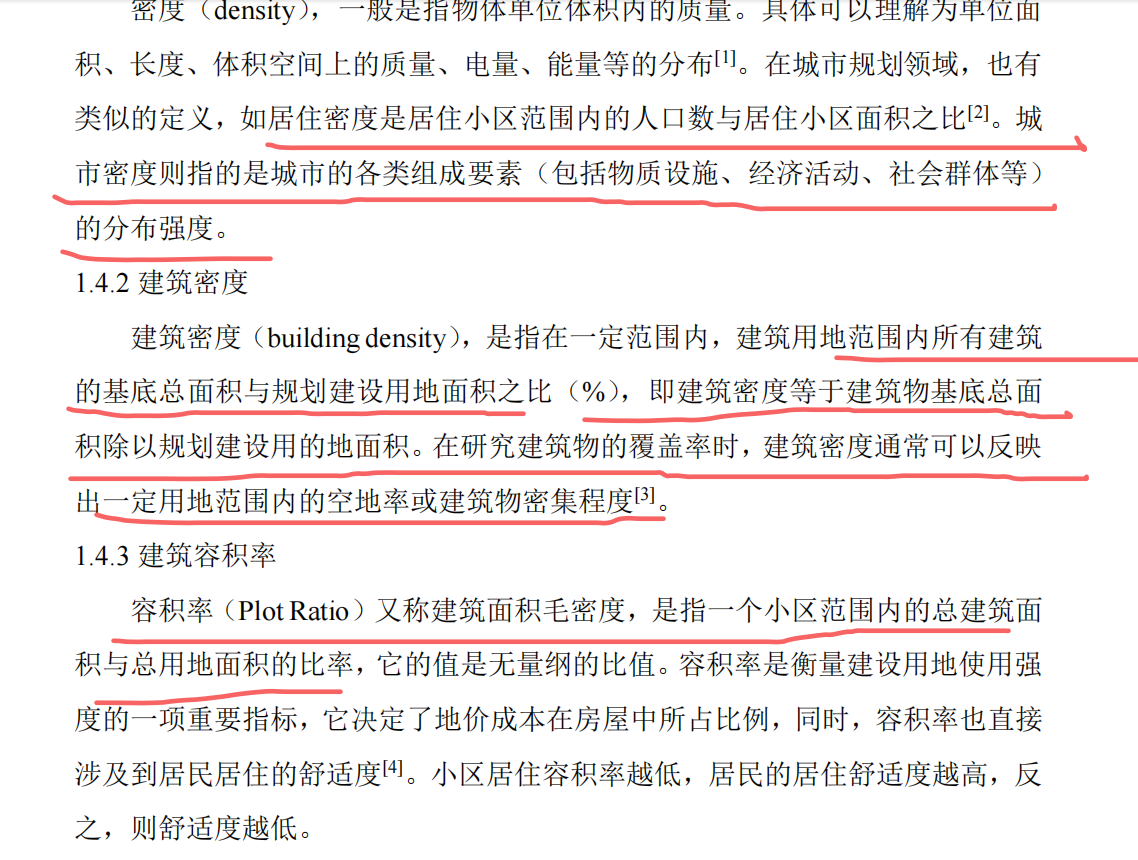 密度（density），一般是指物体单位体积内的质量。具体可以理解为单位面
积、长度、体积空间上的质量、电量、能量等的分布[1]。在城市规划领域，也有
类似的定义，如居住密度是居住小区范围内的人口数与居住小区面积之比[2]。城
市密度则指的是城市的各类组成要素（包括物质设施、经济活动、社会群体等）
的分布强度。
1.4.2 建筑密度
建筑密度（building density），是指在一定范围内，建筑用地范围内所有建筑
的基底总面积与规划建设用地面积之比（%），即建筑密度等于建筑物基底总面
积除以规划建设用的地面积。在研究建筑物的覆盖率时，建筑密度通常可以反映
出一定用地范围内的空地率或建筑物密集程度[3]。
1.4.3 建筑容积率
容积率（Plot Ratio）又称建筑面积毛密度，是指一个小区范围内的总建筑面
积与总用地面积的比率，它的值是无量纲的比值。容积率是衡量建设用地使用强
度的一项重要指标，它决定了地价成本在房屋中所占比例，同时，容积率也直接
涉及到居民居住的舒适度[4]。小区居住容积率越低，居民的居住舒适度越高，反
之，则舒适度越低。